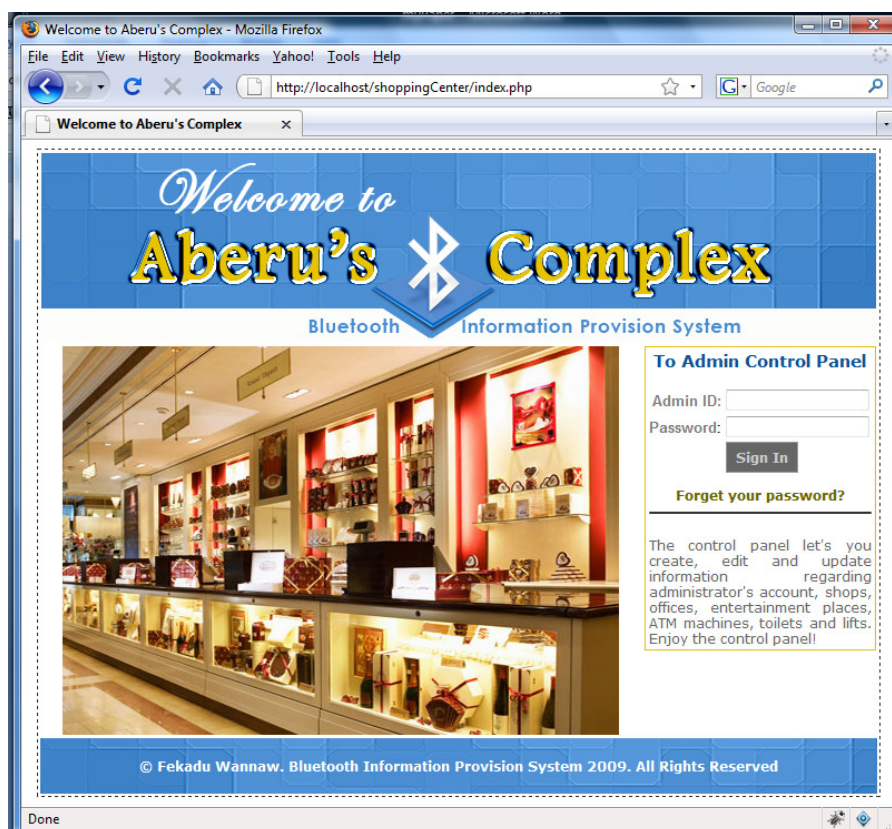 Welcome to Aberu's Complex - Mozilla Firefox
File Edit View History Bookmarks Yahoo! Tools Help
http://localhost/shoppingCenter/index.php
G Google
Welcome to Aberu's Complex
Welcome to
Aberu's Complex
Bluetooth Information Provision System
To Admin Control Panel
Admin ID:
Password:
Sign In
Forget your password?
The control panel let's you
create, edit and update
information regarding
administrator's account, shops,
offices, entertainment places,
ATM machines, toilets and lifts.
Enjoy the control panel!
© Fekadu Wannaw. Bluetooth Information Provision System 2009. All Rights Reserved
Done